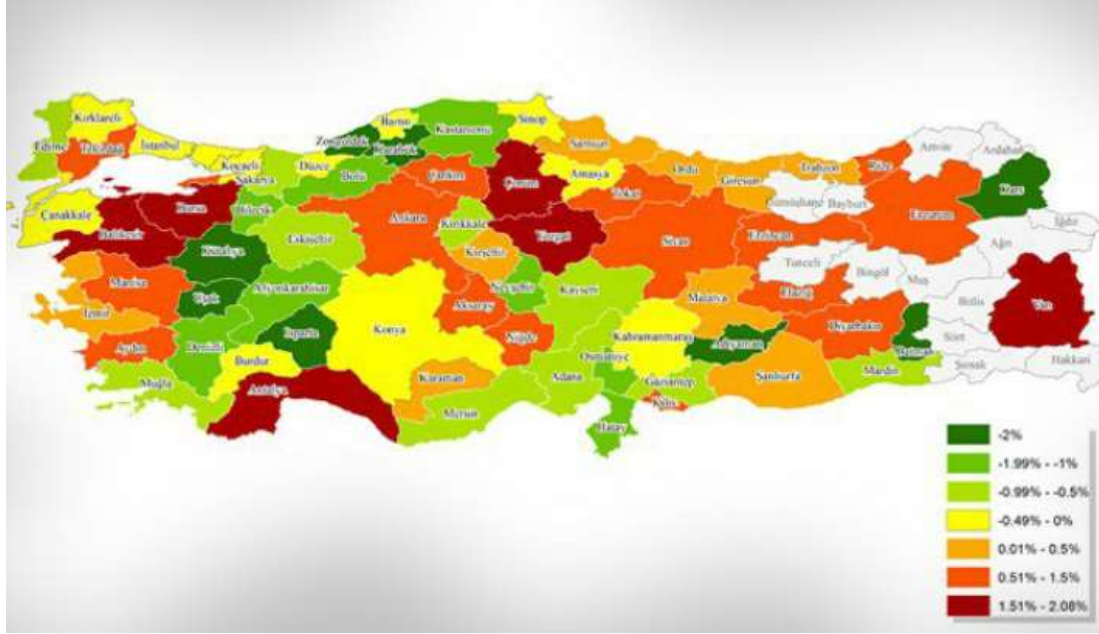 Kırklareli
Edirne
Tekirdağ
İstanbul
Kocaeli
Sakarya
Düzce
Zonguldak
Bartın
Karabük
Kastamonu
Sinop
Samsun
Ordu
Giresun
Trabzon
Rize
Artvin
Ardahan
Kars
Iğdır
Çanakkale
Balıkesir
Bursa
Bilecik
Bolu
Çankırı
Çorum
Amasya
Tokat
Gümüşhane
Bayburt
Erzurum
Ağrı
Kütahya
Eskişehir
Ankara
Kırıkkale
Yozgat
Sivas
Erzincan
Tunceli
Bingöl
Muş
Kırşehir
Manisa
Uşak
Afyonkarahisar
Nevşehir
Kayseri
Malatya
Elazığ
Bitlis
Van
İzmir
Aydın
Denizli
Isparta
Burdur
Konya
Aksaray
Niğde
Kahramanmaraş
Adıyaman
Diyarbakır
Batman
Siirt
Şırnak
Hakkari
Muğla
Antalya
Karaman
Mersin
Adana
Osmaniye
Gaziantep
Kilis
Şanlıurfa
Mardin
Hatay
-2%
-1.99% - -1%
-0.99% - -0.5%
-0.49% - 0%
0.01% - 0.5%
0.51% - 1.5%
1.51% - 2.08%